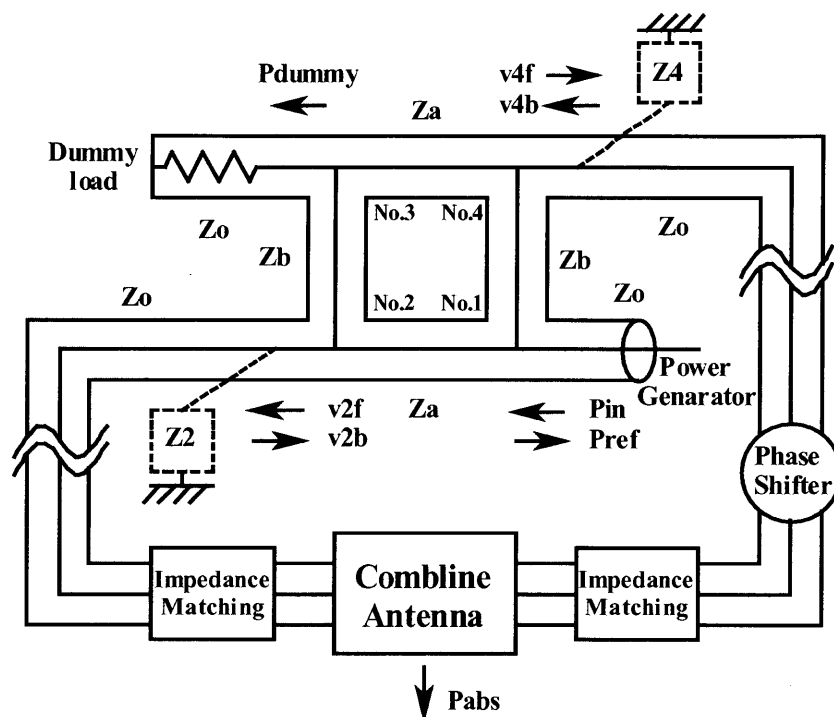 Pdummy
v4f
Z4
v4b
Za
Dummy
load
No.3 No.4
Zo
Zo
Zb
Zb
Zo
Zo
No.2 No.1
Power
Genarator
Z2
v2f
Za
Pin
v2b
Pref
Phase
Shifter
Impedance
Matching
Combline
Antenna
Impedance
Matching
Pabs